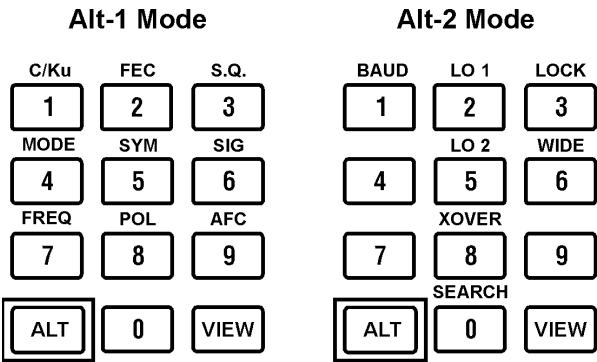 Alt-1 Mode Alt-2 Mode
C/Ku FEC S.Q. BAUD LO 1 LOCK
1 2 3 1 2 3
MODE SYM SIG LO 2 WIDE
4 5 6 4 5 6
FREQ POL AFC XOVER
7 8 9 7 8 9
SEARCH
ALT 0 VIEW ALT 0 VIEW